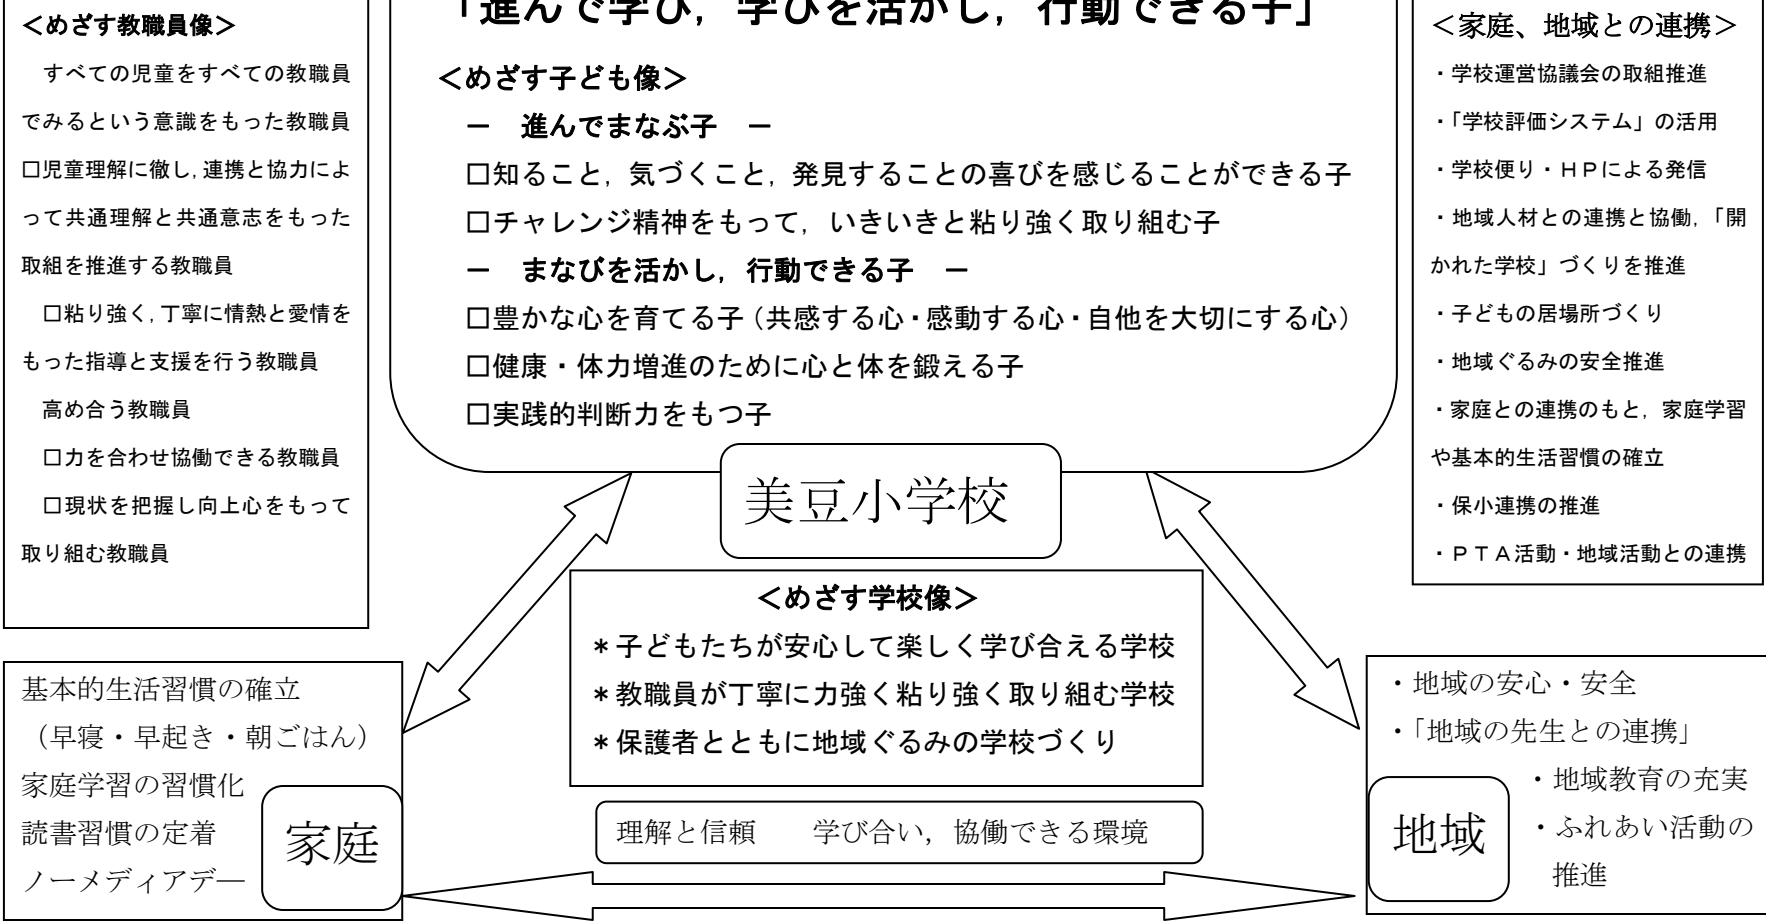 ＜めざす教職員像＞
すべての児童をすべての教職員
でみるという意識をもった教職員
□児童理解に徹し,連携と協力によ
って共通理解と共通意志をもった
取組を推進する教職員
□粘り強く,丁寧に情熱と愛情を
もった指導と支援を行う教職員
高め合う教職員
□力を合わせ協働できる教職員
□現状を把握し向上心をもって
取り組む教職員
「進んで学び，学びを活かし，行動できる子」
＜めざす子ども像＞
－　進んでまなぶ子　－
□知ること，気づくこと，発見することの喜びを感じることができる子
□チャレンジ精神をもって，いきいきと粘り強く取り組む子
－　まなびを活かし，行動できる子　－
□豊かな心を育てる子（共感する心・感動する心・自他を大切にする心）
□健康・体力増進のために心と体を鍛える子
□実践的判断力をもつ子
＜家庭、地域との連携＞
・学校運営協議会の取組推進
・「学校評価システム」の活用
・学校便り・ＨＰによる発信
・地域人材との連携と協働，「開
かれた学校」づくりを推進
・子どもの居場所づくり
・地域ぐるみの安全推進
・家庭との連携のもと，家庭学習
や基本的生活習慣の確立
・保小連携の推進
・ＰＴＡ活動・地域活動との連携
美豆小学校
＜めざす学校像＞
＊子どもたちが安心して楽しく学び合える学校
＊教職員が丁寧に力強く粘り強く取り組む学校
＊保護者とともに地域ぐるみの学校づくり
基本的生活習慣の確立
（早寝・早起き・朝ごはん）
家庭学習の習慣化
読書習慣の定着
ノーメディアデ―
家庭
理解と信頼　　学び合い，協働できる環境
・地域の安心・安全
・「地域の先生との連携」
・地域教育の充実
・ふれあい活動の
推進
地域